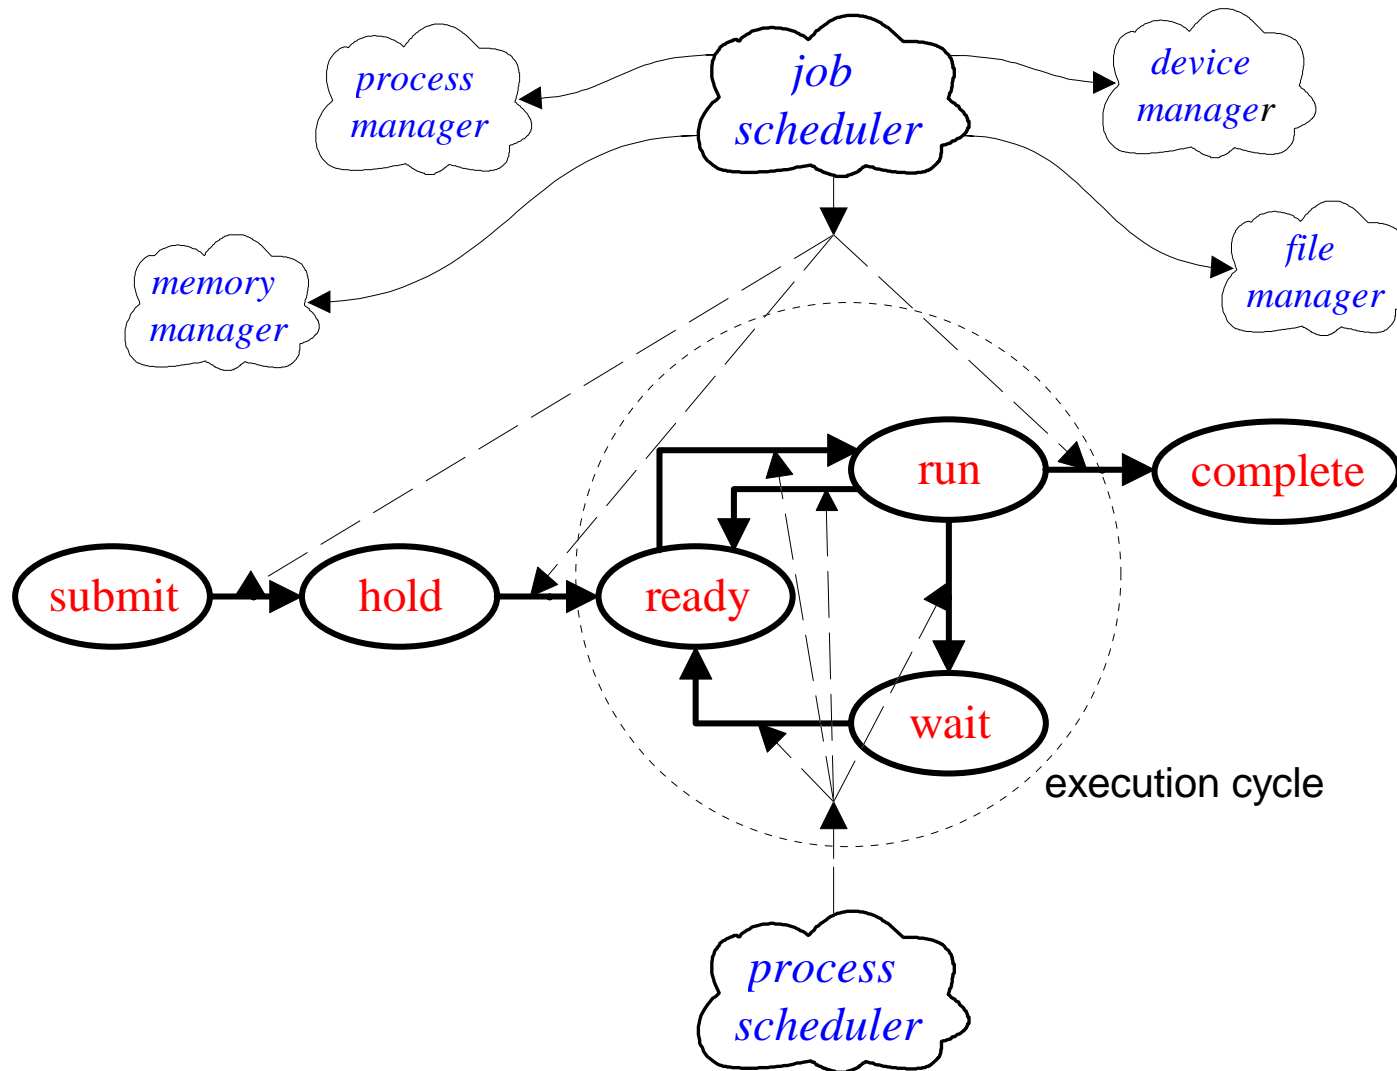 process
manager
job
scheduler
device
manager
memory
manager
file
manager
run
complete
submit
hold
ready
wait
execution cycle
process
scheduler